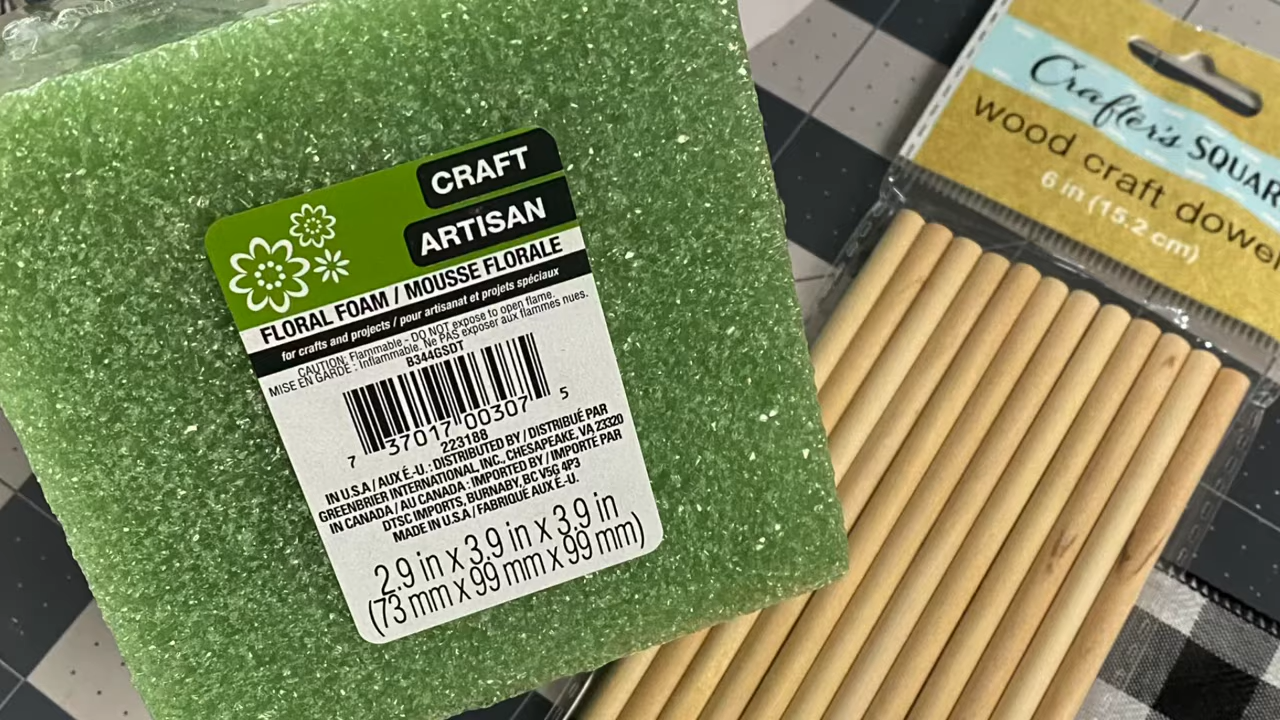 CRAFT
ARTISAN
FLORAL FOAM / MOUSSE FLORALE
for crafts and projects / pour artisanat et projets spéciaux
CAUTION: Flammable - DO NOT expose to open flame.
MISE EN GARDE : Inflammable. Ne PAS exposer aux flammes nues.
B344GSDT
7 37017 00307 5
223188
IN U.S.A / AUX É.-U. : DISTRIBUTED BY / DISTRIBUÉ PAR
GREENBRIER INTERNATIONAL, INC., CHESAPEAKE, VA 23320
IN CANADA / AU CANADA : IMPORTED BY / IMPORTÉ PAR
DTSC IMPORTS, BURNABY, BC V5G 4P3
MADE IN U.S.A / FABRIQUÉ AUX É.-U.
2.9 in x 3.9 in x 3.9 in
(73 mm x 99 mm x 99 mm)
Crafter's SQUAR
wood craft dowel
6 in (15.2 cm)